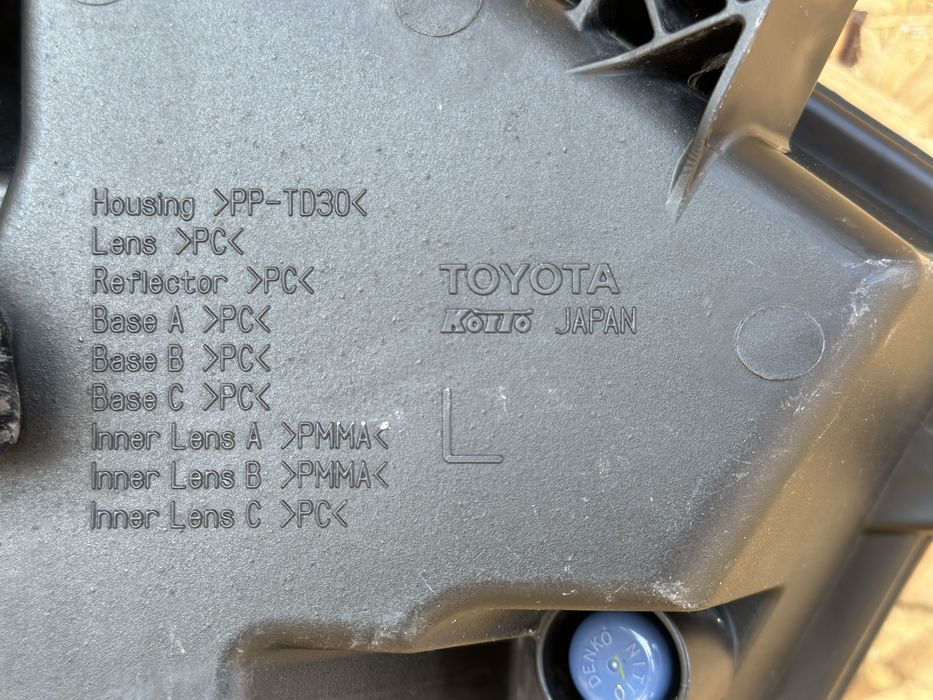 Housing >PP-TD30<
Lens >PC<
Reflector >PC<
Base A >PC<
Base B >PC<
Base C >PC<
Inner Lens A >PMMA<
Inner Lens B >PMMA<
Inner Lens C >PC<
TOYOTA
KOITO JAPAN
L
NITTO
DENKO